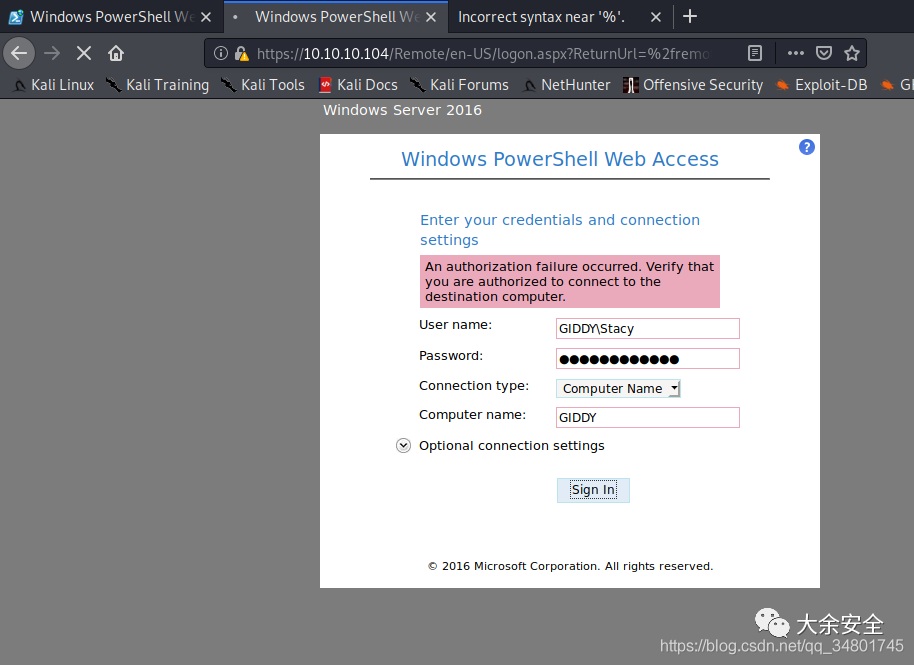 Windows PowerShell We
Windows PowerShell We
Incorrect syntax near '%'.
https://10.10.10.104/Remote/en-US/logon.aspx?ReturnUrl=%2fremo
Kali Linux
Kali Training
Kali Tools
Kali Docs
Kali Forums
NetHunter
Offensive Security
Exploit-DB
Windows Server 2016
Windows PowerShell Web Access
Enter your credentials and connection
settings
An authorization failure occurred. Verify that
you are authorized to connect to the
destination computer.
User name:
GIDDY\Stacy
Password:
●●●●●●●●●●●●
Connection type:
Computer Name
Computer name:
GIDDY
Optional connection settings
Sign In
© 2016 Microsoft Corporation. All rights reserved.
大余安全
https://blog.csdn.net/qq_34801745